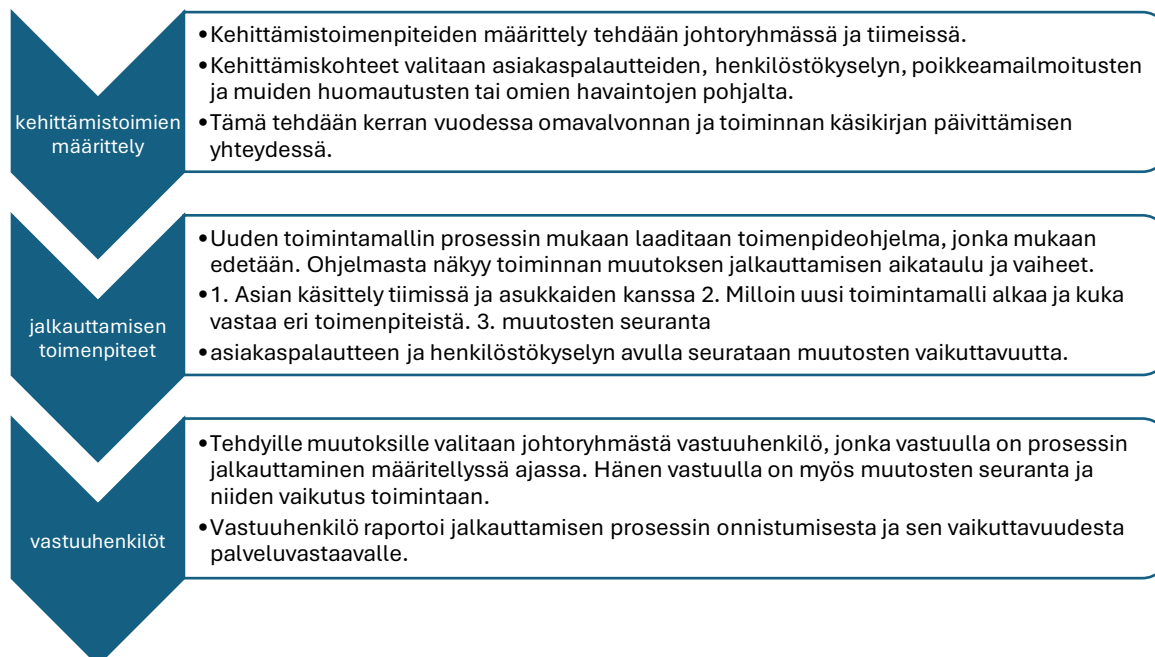 kehittämistoimien
määrittely
•Kehittämistoimenpiteiden määrittely tehdään johtoryhmässä ja tiimeissä.
•Kehittämiskohteet valitaan asiakaspalautteiden, henkilöstökyselyn, poikkeamailmoitusten
ja muiden huomautusten tai omien havaintojen pohjalta.
•Tämä tehdään kerran vuodessa omavalvonnan ja toiminnan käsikirjan päivittämisen
yhteydessä.
jalkauttamisen
toimenpiteet
•Uuden toimintamallin prosessin mukaan laaditaan toimenpideohjelma, jonka mukaan
edetään. Ohjelmasta näkyy toiminnan muutoksen jalkauttamisen aikataulu ja vaiheet.
•1. Asian käsittely tiimissä ja asukkaiden kanssa 2. Milloin uusi toimintamalli alkaa ja kuka
vastaa eri toimenpiteistä. 3. muutosten seuranta
•asiakaspalautteen ja henkilöstökyselyn avulla seurataan muutosten vaikuttavuutta.
vastuuhenkilöt
•Tehdyille muutoksille valitaan johtoryhmästä vastuuhenkilö, jonka vastuulla on prosessin
jalkauttaminen määritellyssä ajassa. Hänen vastuulla on myös muutosten seuranta ja
niiden vaikutus toimintaan.
•Vastuuhenkilö raportoi jalkauttamisen prosessin onnistumisesta ja sen vaikuttavuudesta
palveluvastaavalle.